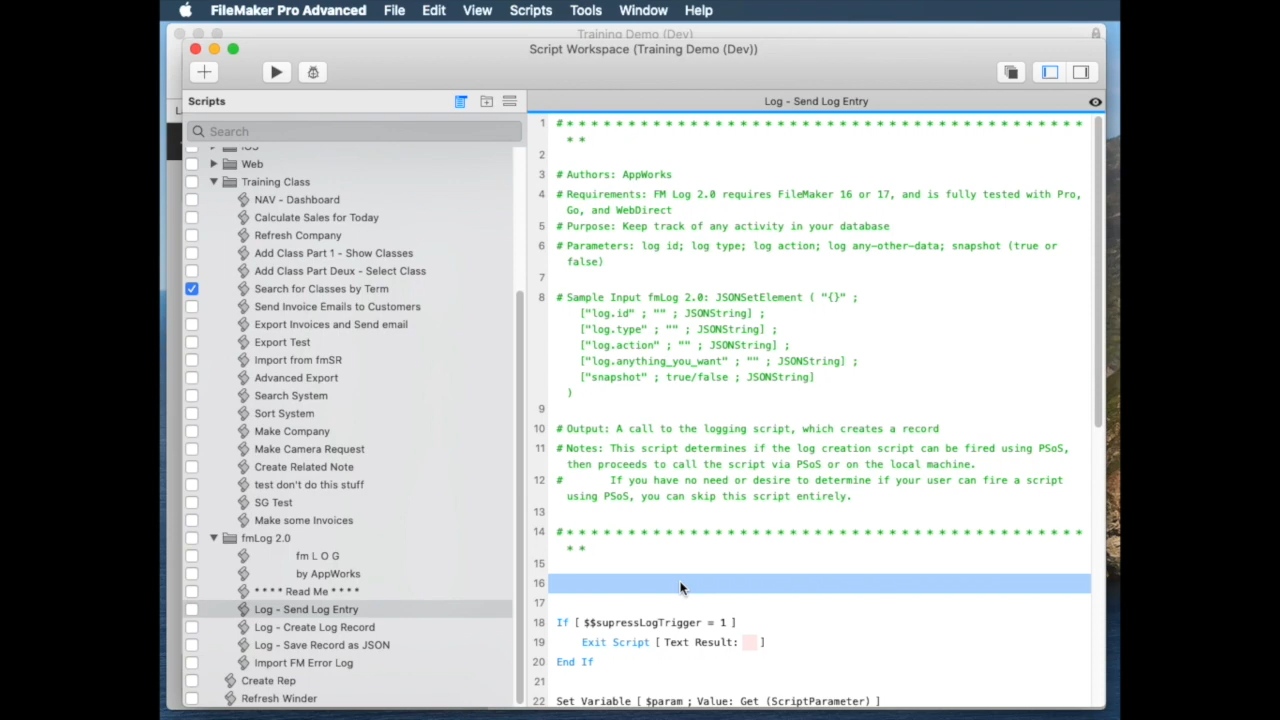 FileMaker Pro Advanced File Edit View Scripts Tools Window Help
Training Demo (Dev)
Script Workspace (Training Demo (Dev))
Scripts
Log - Send Log Entry
Search
iOS
Web
Training Class
NAV - Dashboard
Calculate Sales for Today
Refresh Company
Add Class Part 1 - Show Classes
Add Class Part Deux - Select Class
Search for Classes by Term
Send Invoice Emails to Customers
Export Invoices and Send email
Export Test
Import from fmSR
Advanced Export
Search System
Sort System
Make Company
Make Camera Request
Create Related Note
test don't do this stuff
SG Test
Make some Invoices
fmLog 2.0
fm L O G
by AppWorks
* * * * Read Me * * * *
Log - Send Log Entry
Log - Create Log Record
Log - Save Record as JSON
Import FM Error Log
Create Rep
Refresh Winder
1 # * * * * * * * * * * * * * * * * * * * * * * * * * * * * * * * * * * * * * * * * * *
* *
2
3 # Authors: AppWorks
4 # Requirements: FM Log 2.0 requires FileMaker 16 or 17, and is fully tested with Pro,
Go, and WebDirect
5 # Purpose: Keep track of any activity in your database
6 # Parameters: log id; log type; log action; log any-other-data; snapshot (true or
false)
7
8 # Sample Input fmLog 2.0: JSONSetElement ( "{}" ;
["log.id" ; "" ; JSONString] ;
["log.type" ; "" ; JSONString] ;
["log.action" ; "" ; JSONString] ;
["log.anything_you_want" ; "" ; JSONString] ;
["snapshot" ; true/false ; JSONString]
)
9
10 # Output: A call to the logging script, which creates a record
11 # Notes: This script determines if the log creation script can be fired using PSoS,
then proceeds to call the script via PSoS or on the local machine.
12 # If you have no need or desire to determine if your user can fire a script
using PSoS, you can skip this script entirely.
13
14 # * * * * * * * * * * * * * * * * * * * * * * * * * * * * * * * * * * * * * * * * * *
* *
15
16
17
18 If [ $$supressLogTrigger = 1 ]
19 Exit Script [ Text Result: ]
20 End If
21
22 Set Variable [ $param ; Value: Get (ScriptParameter) ]